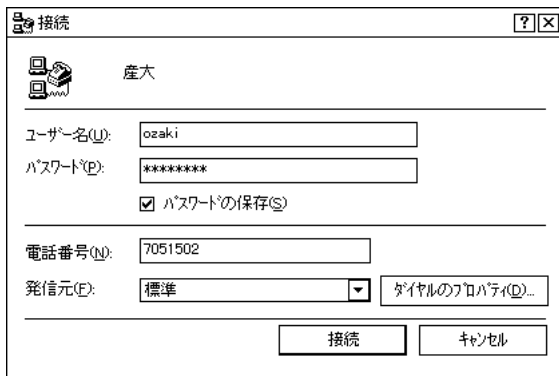 接続
産大
ユーザー名(U): ozaki
パスワード(P): ********
パスワードの保存(S)
電話番号(N): 7051502
発信元(F): 標準 ダイヤルのプロパティ(D)...
接続 キャンセル